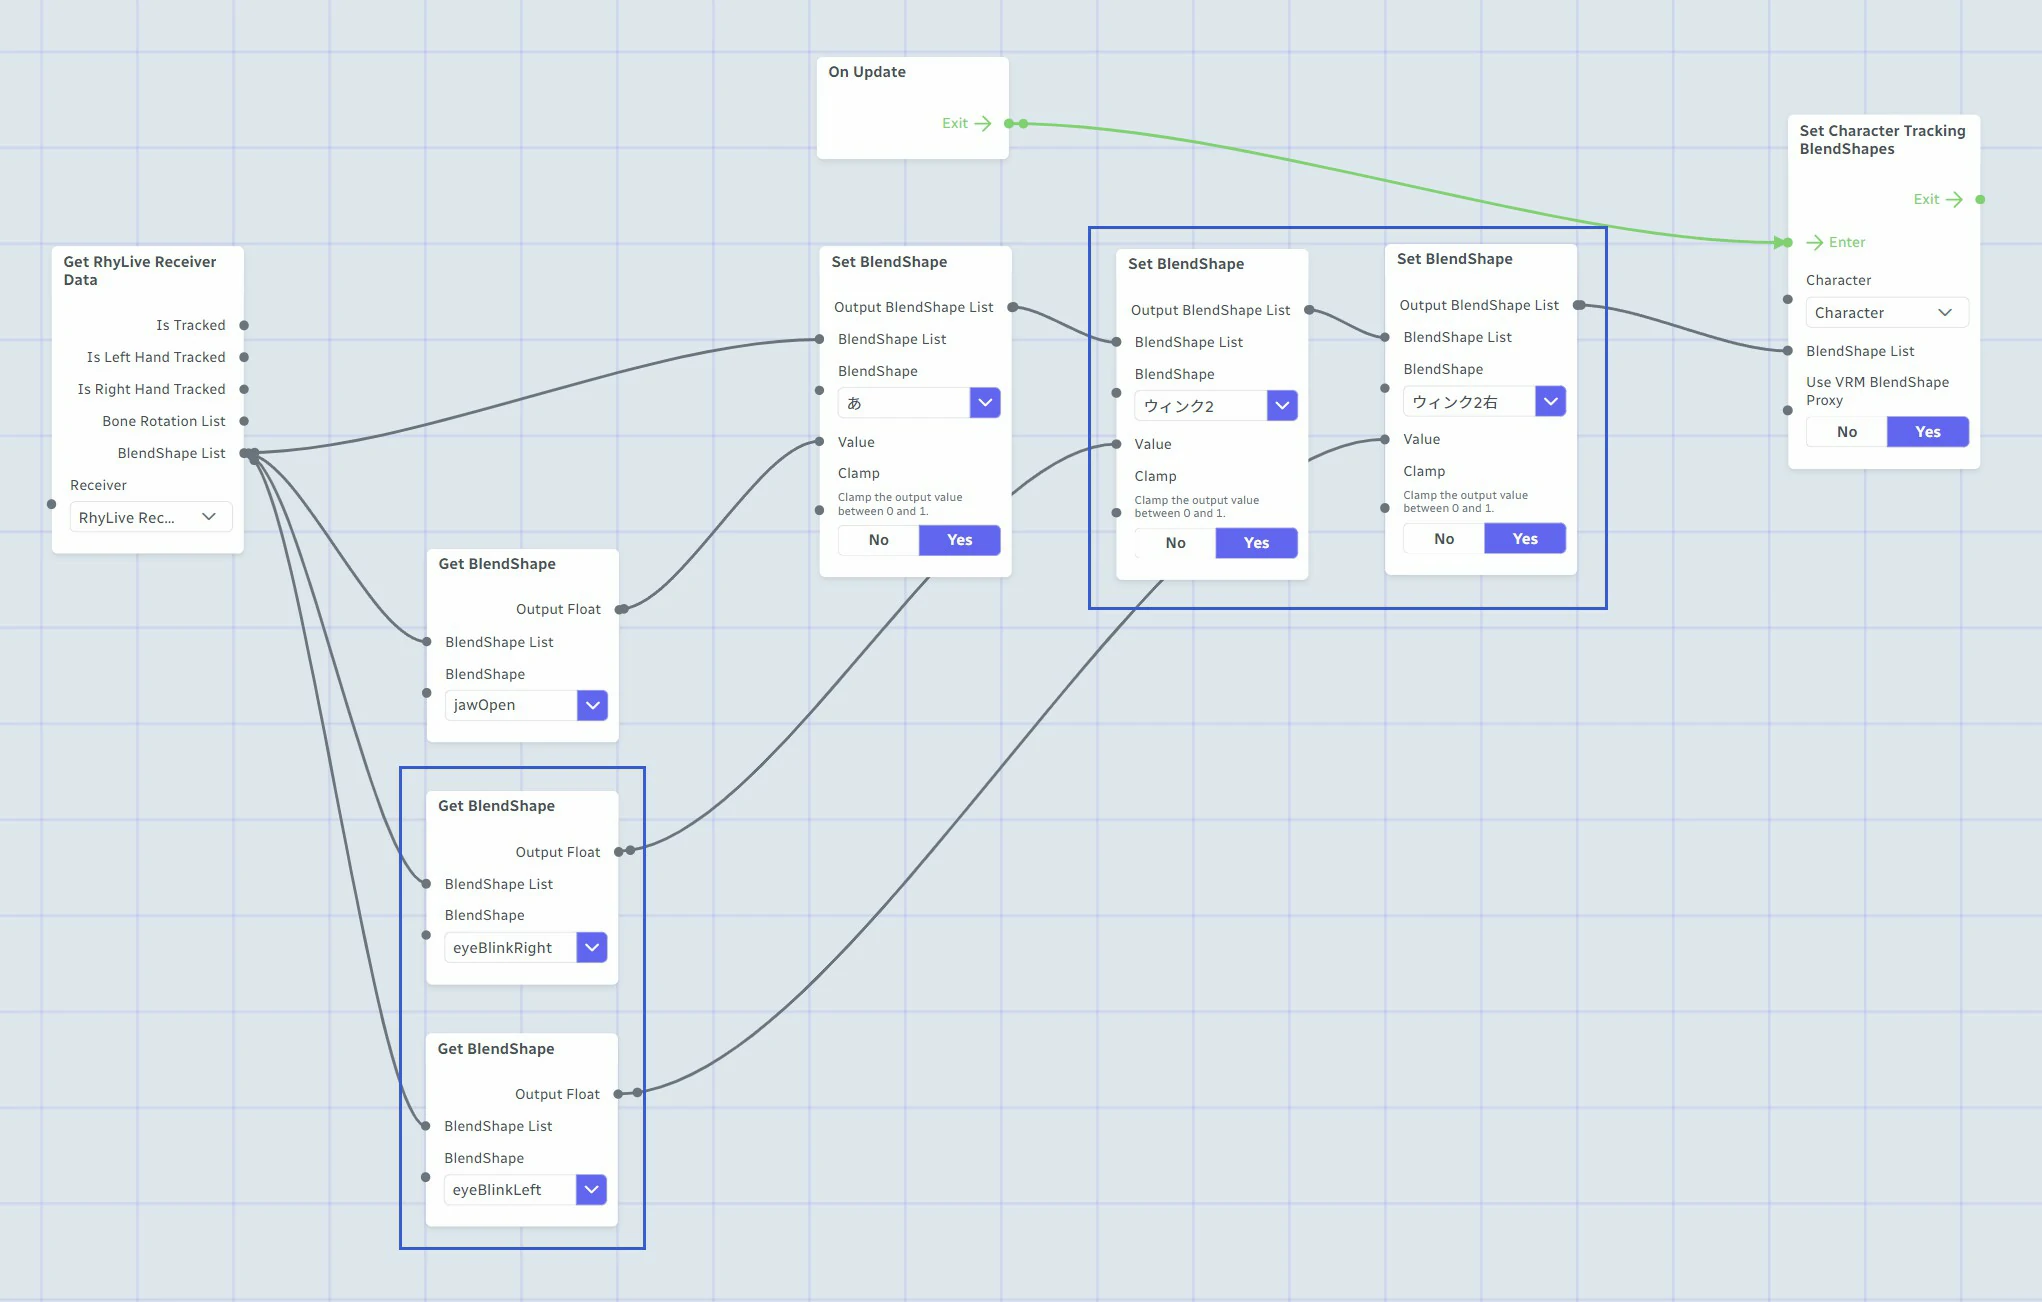 On Update
Exit
Set Character Tracking
BlendShapes
Exit
Enter
Character
Character
BlendShape List
Use VRM BlendShape
Proxy
No
Yes
Get RhyLive Receiver
Data
Is Tracked
Is Left Hand Tracked
Is Right Hand Tracked
Bone Rotation List
BlendShape List
Receiver
RhyLive Rec...
Set BlendShape
Output BlendShape List
BlendShape List
BlendShape
あ
Value
Clamp
Clamp the output value
between 0 and 1.
No
Yes
Set BlendShape
Output BlendShape List
BlendShape List
BlendShape
ウィンク2
Value
Clamp
Clamp the output value
between 0 and 1.
No
Yes
Set BlendShape
Output BlendShape List
BlendShape List
BlendShape
ウィンク2右
Value
Clamp
Clamp the output value
between 0 and 1.
No
Yes
Get BlendShape
Output Float
BlendShape List
BlendShape
jawOpen
Get BlendShape
Output Float
BlendShape List
BlendShape
eyeBlinkRight
Get BlendShape
Output Float
BlendShape List
BlendShape
eyeBlinkLeft